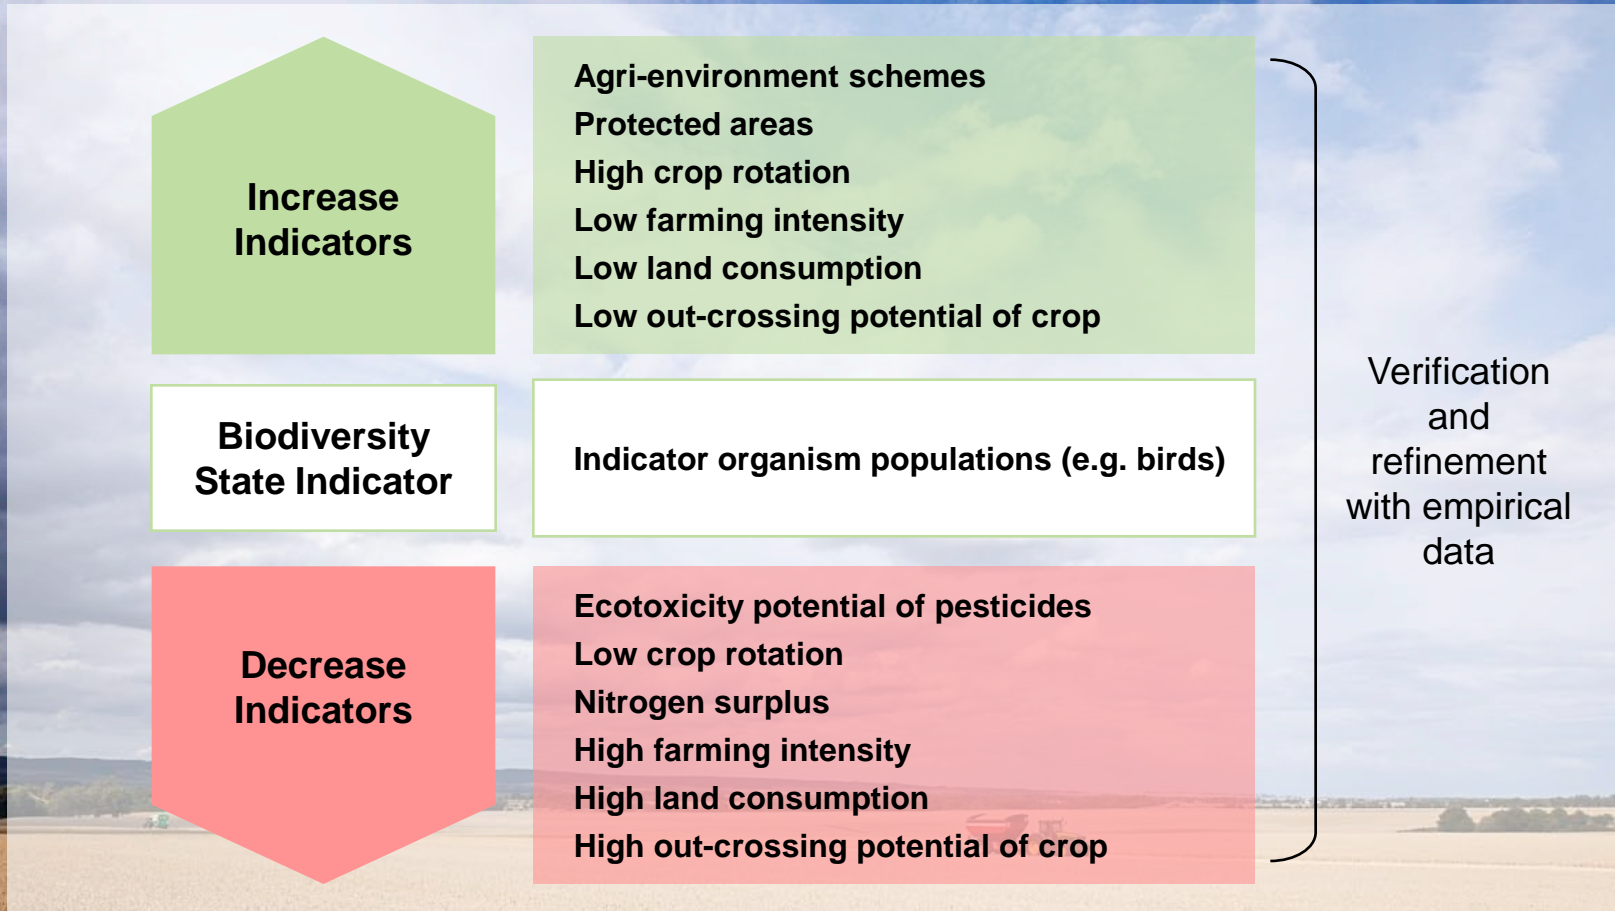 Increase
Indicators
Agri-environment schemes
Protected areas
High crop rotation
Low farming intensity
Low land consumption
Low out-crossing potential of crop
Biodiversity
State Indicator
Indicator organism populations (e.g. birds)
Decrease
Indicators
Ecotoxicity potential of pesticides
Low crop rotation
Nitrogen surplus
High farming intensity
High land consumption
High out-crossing potential of crop
Verification
and
refinement
with empirical
data